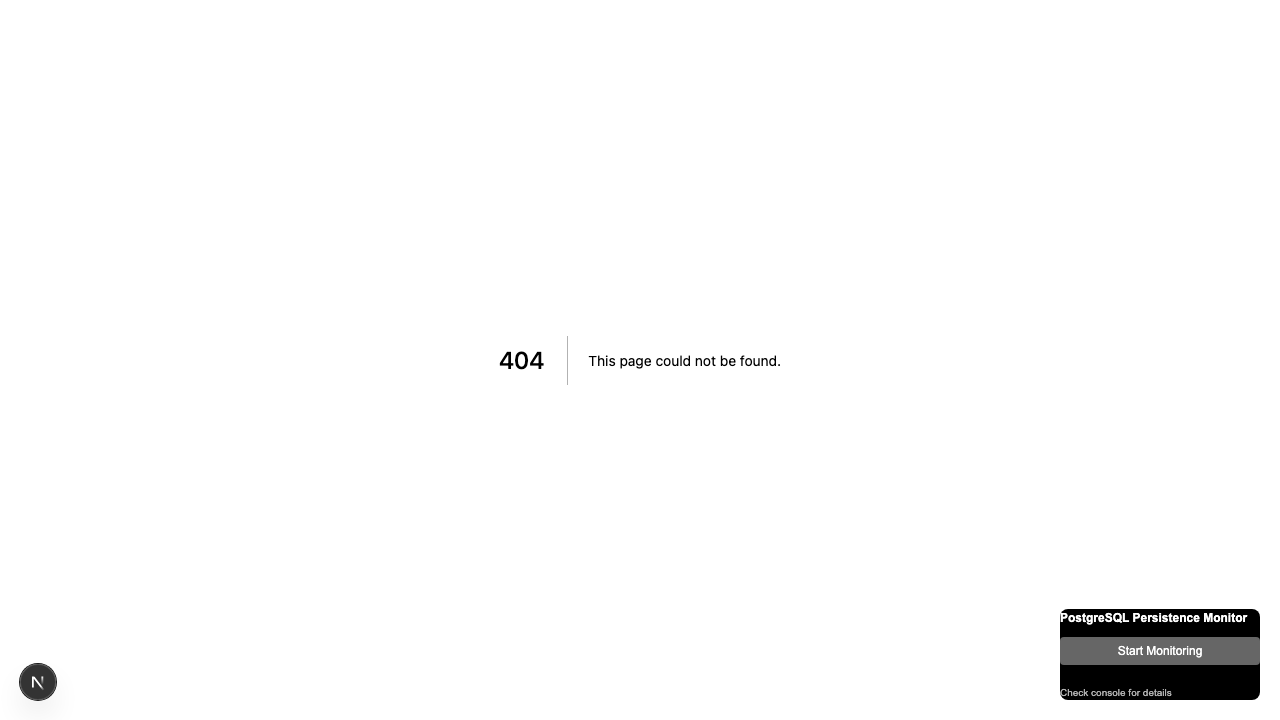 404
This page could not be found.
PostgreSQL Persistence Monitor
Start Monitoring
Check console for details
N